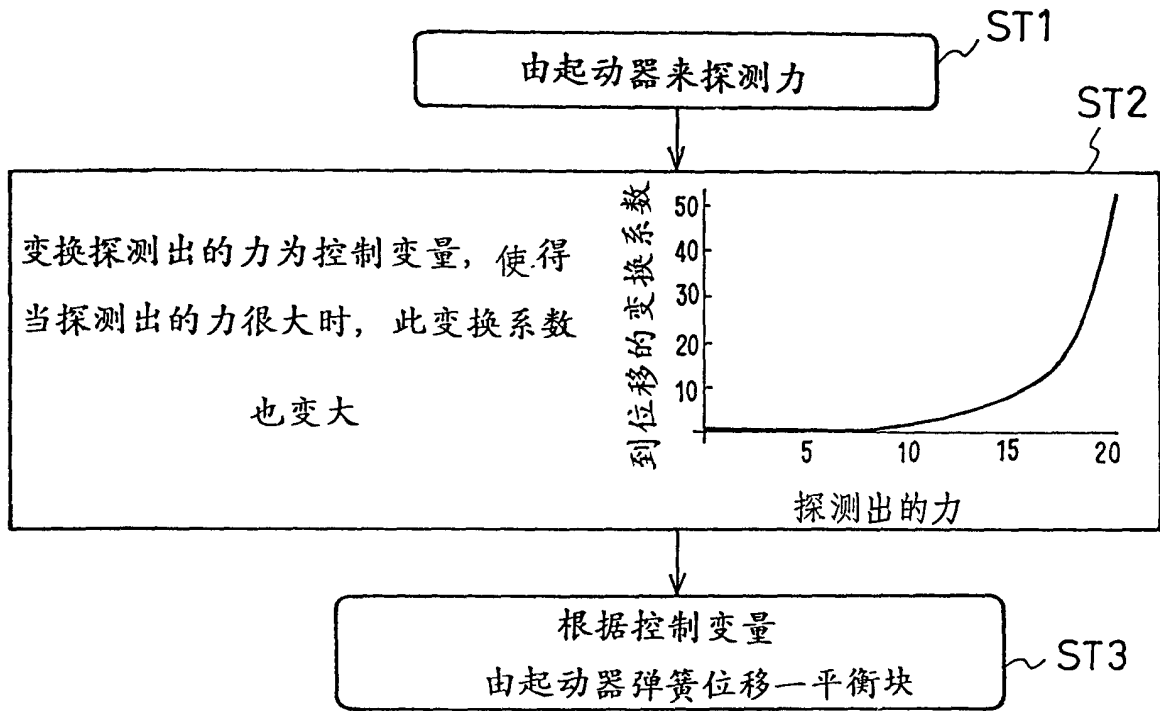 ST1
由起动器来探测力
ST2
变换探测出的力为控制变量，使得
当探测出的力很大时，此变换系数
也变大
到位移的变换系数
50
40
30
20
10
5 10 15 20
探测出的力
根据控制变量
由起动器弹簧位移一平衡块
ST3